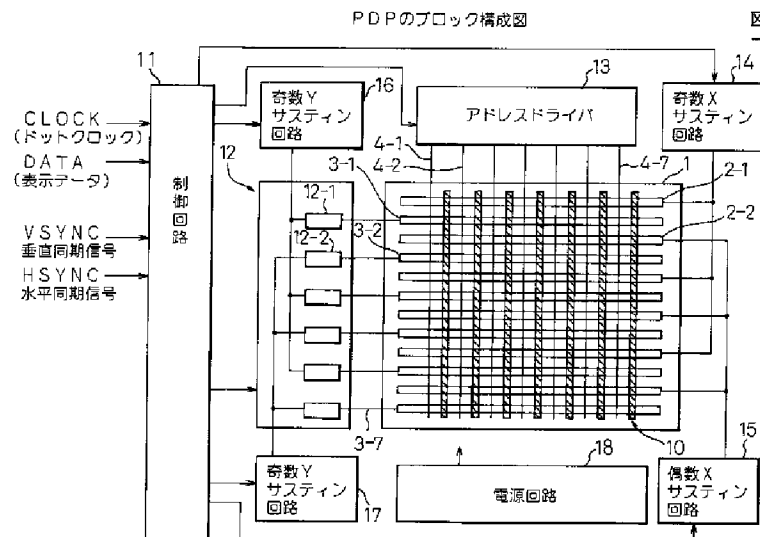 PDPのブロック構成図
図
11
16
13
14
奇数Y
サスティン
回路
アドレスドライバ
奇数X
サスティン
回路
CLOCK
(ドットクロック)
DATA
(表示データ)
VSYNC
垂直同期信号
HSYNC
水平同期信号
制御回路
4-1
4-2
4-7
1
12
12-1
12-2
3-1
3-2
2-1
2-2
3-7
18
10
15
奇数Y
サスティン
回路
17
電源回路
偶数X
サスティン
回路